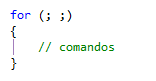 for (; ;)
{
// comandos
}